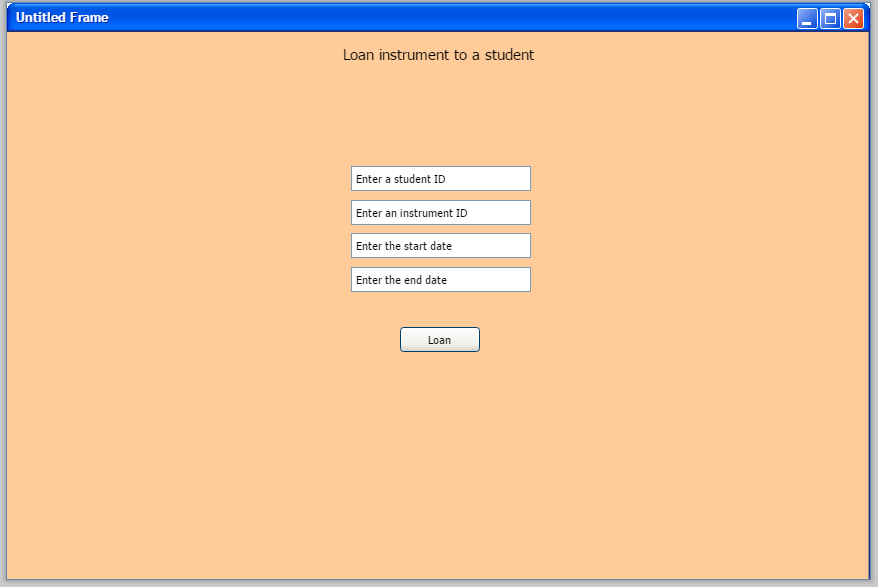 Untitled Frame
Loan instrument to a student
Enter a student ID
Enter an instrument ID
Enter the start date
Enter the end date
Loan